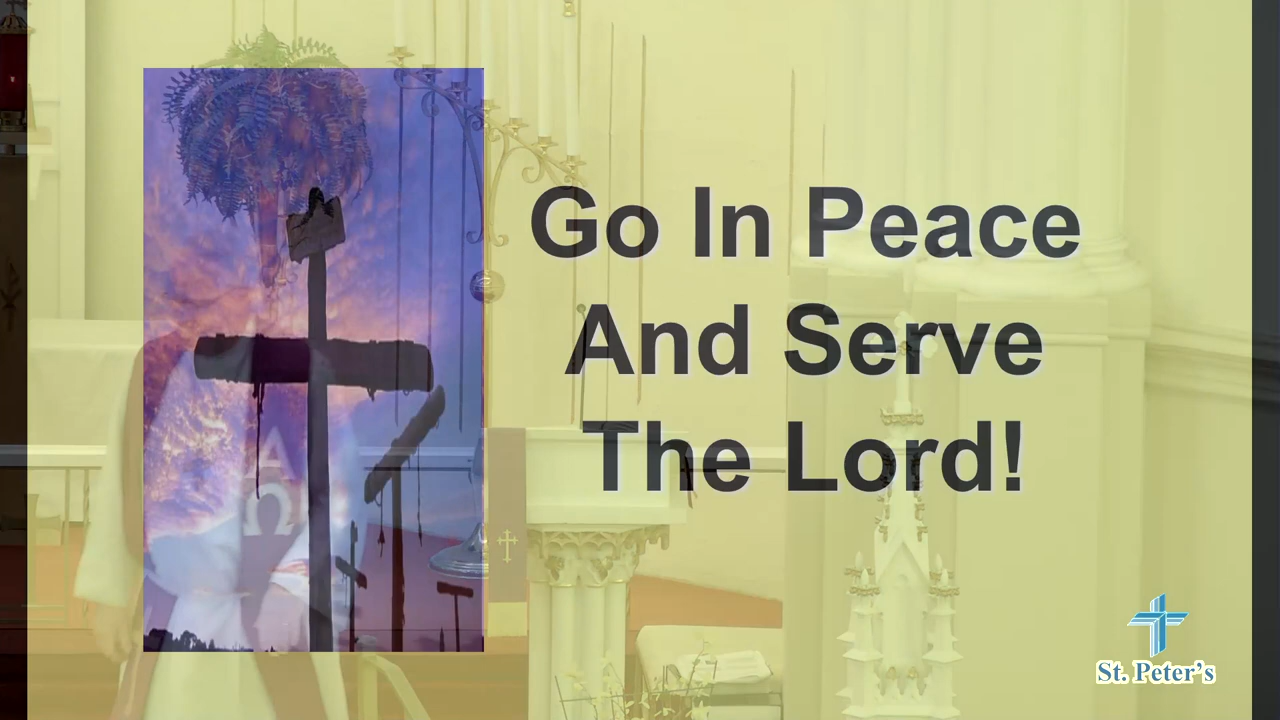 Go In Peace
And Serve
The Lord!
Α
Ω
St. Peter's